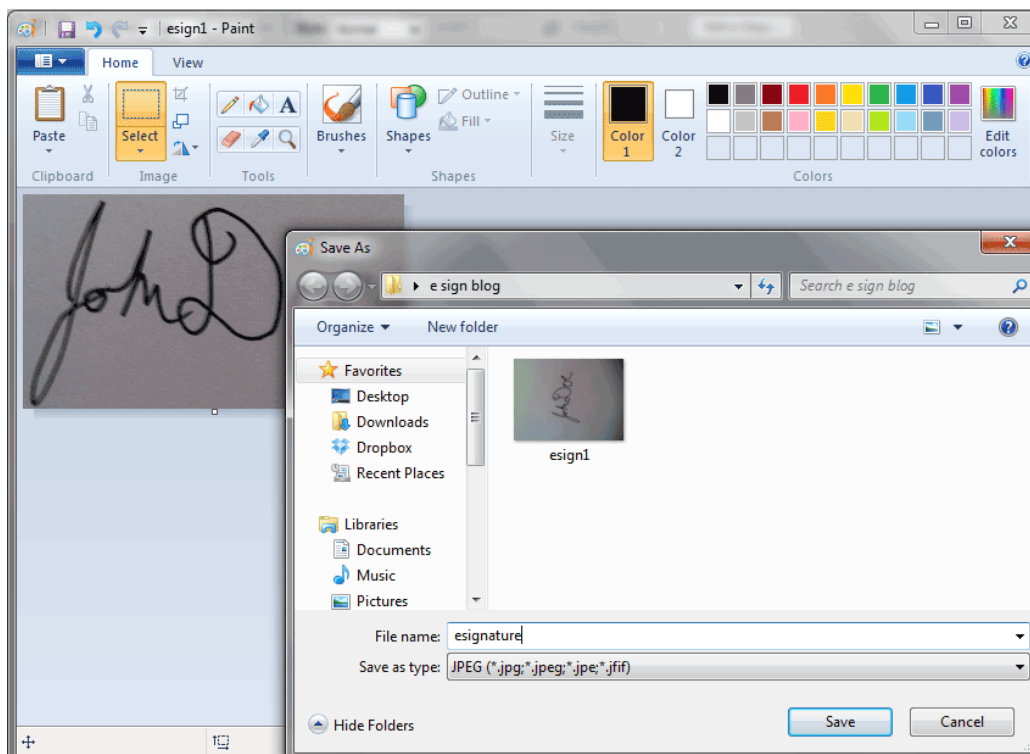 esign1 - Paint
Home View
Paste
Select
Brushes
Shapes
Outline
Fill
Size
Color 1
Color 2
Edit colors
Clipboard Image Tools Shapes Colors
John D
Save As
e sign blog
Search e sign blog
Organize New folder
Favorites
Desktop
Downloads
Dropbox
Recent Places
Libraries
Documents
Music
Pictures
John Doe
esign1
File name: esignature
Save as type: JPEG (*.jpg;*.jpeg;*.jpe;*.jfif)
Hide Folders
Save Cancel